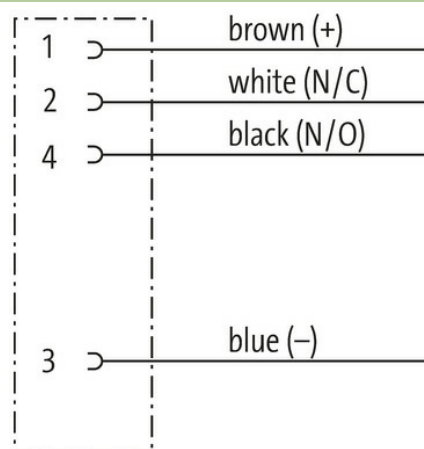 1 brown (+)
2 white (N/C)
4 black (N/O)
3 blue (–)